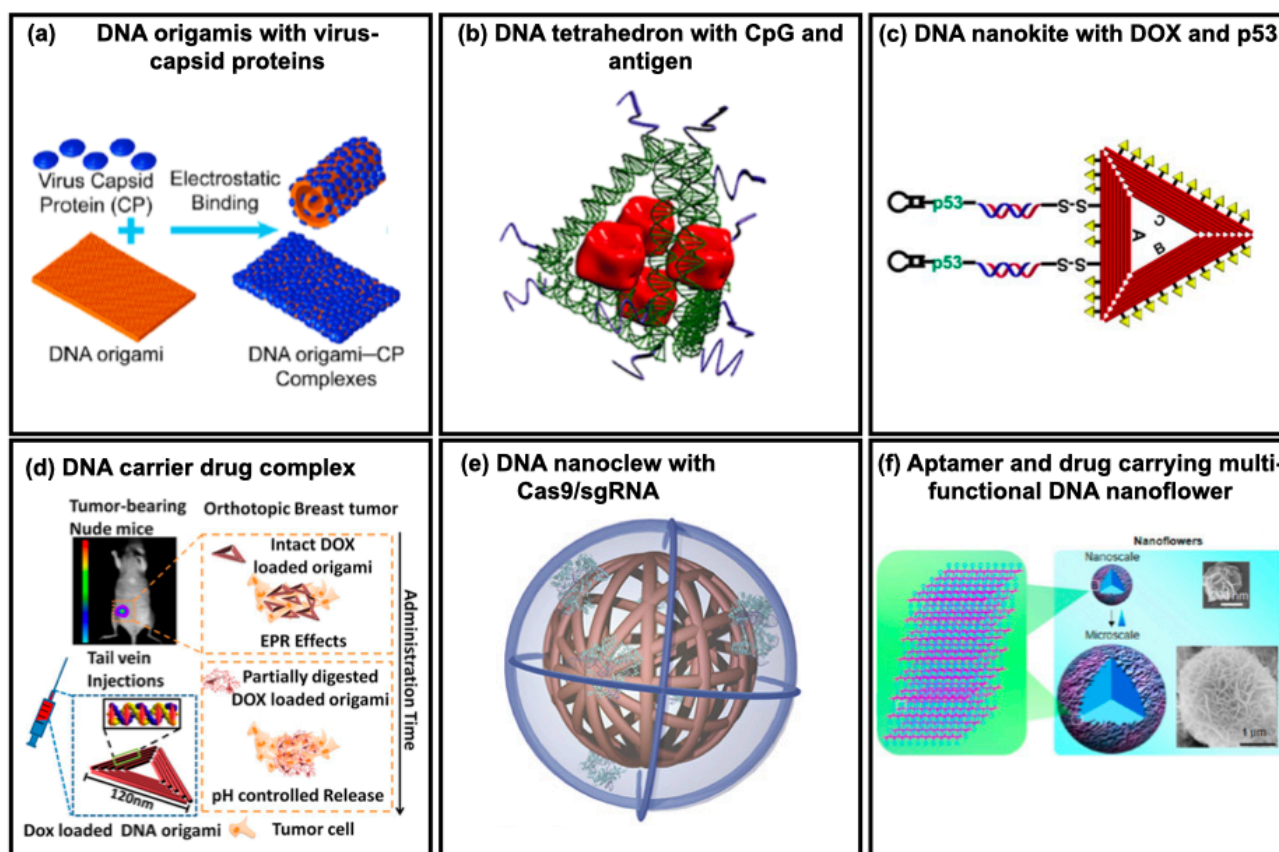 (a) DNA origamis with virus-
capsid proteins
Virus Capsid
Protein (CP)
Electrostatic
Binding
DNA origami
DNA origami–CP
Complexes
(b) DNA tetrahedron with CpG and
antigen
(c) DNA nanokite with DOX and p53
p53
S-S
p53
S-S
A
B
C
(d) DNA carrier drug complex
Tumor-bearing
Nude mice
Orthotopic Breast tumor
Intact DOX
loaded origami
EPR Effects
Tail vein
Injections
Partially digested
DOX loaded origami
pH controlled Release
120nm
Dox loaded DNA origami
Tumor cell
Administration Time
(e) DNA nanoclew with
Cas9/sgRNA
(f) Aptamer and drug carrying multi-
functional DNA nanoflower
Nanoflowers
Nanoscale
Microscale
1 µm